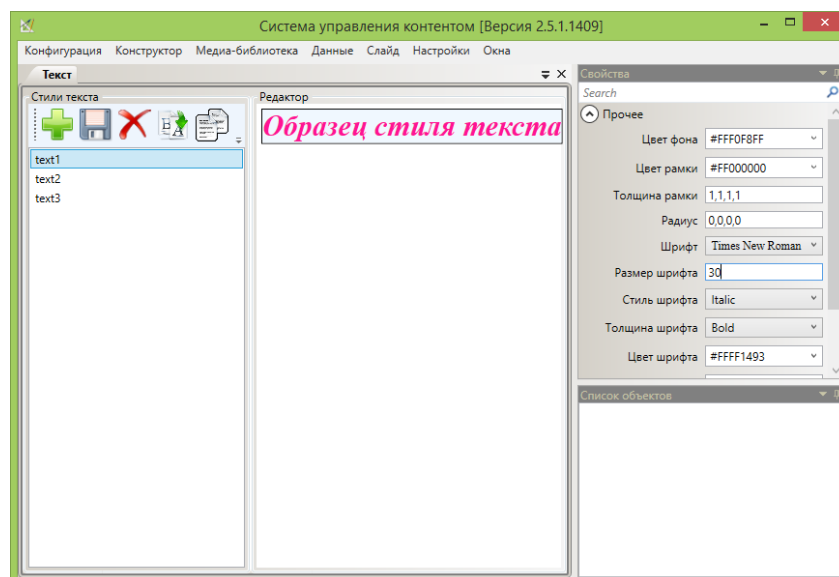 Система управления контентом [Версия 2.5.1.1409]
Конфигурация Конструктор Медиа-библиотека Данные Слайд Настройки Окна
Текст
Стили текста
text1
text2
text3
Редактор
Образец стиля текста
Свойства
Search
Прочее
Цвет фона #FFF0F8FF
Цвет рамки #FF000000
Толщина рамки 1,1,1,1
Радиус 0,0,0,0
Шрифт Times New Roman
Размер шрифта 30
Стиль шрифта Italic
Толщина шрифта Bold
Цвет шрифта #FFFF1493
Список объектов